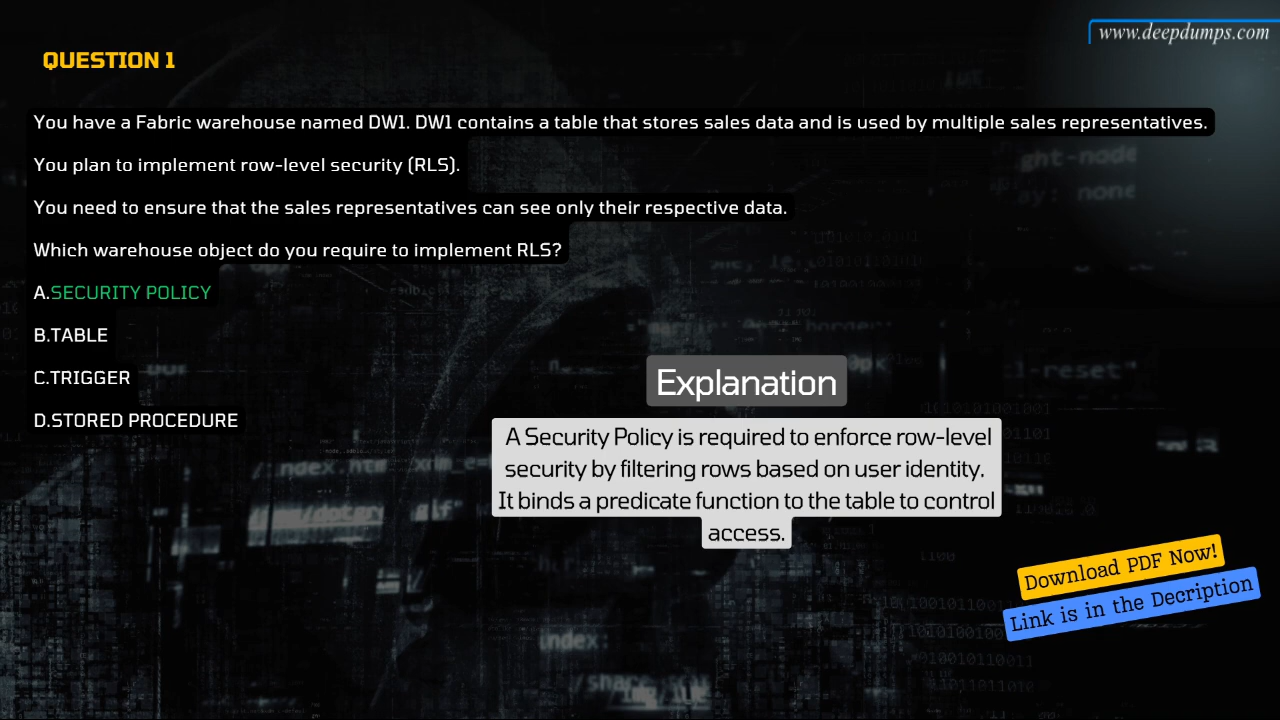 www.deepdumps.com
QUESTION 1
You have a Fabric warehouse named DW1. DW1 contains a table that stores sales data and is used by multiple sales representatives.
You plan to implement row-level security (RLS).
You need to ensure that the sales representatives can see only their respective data.
Which warehouse object do you require to implement RLS?
A.SECURITY POLICY
B.TABLE
C.TRIGGER
D.STORED PROCEDURE
Explanation
A Security Policy is required to enforce row-level
security by filtering rows based on user identity.
It binds a predicate function to the table to control
access.
Download PDF Now!
Link is in the Decription